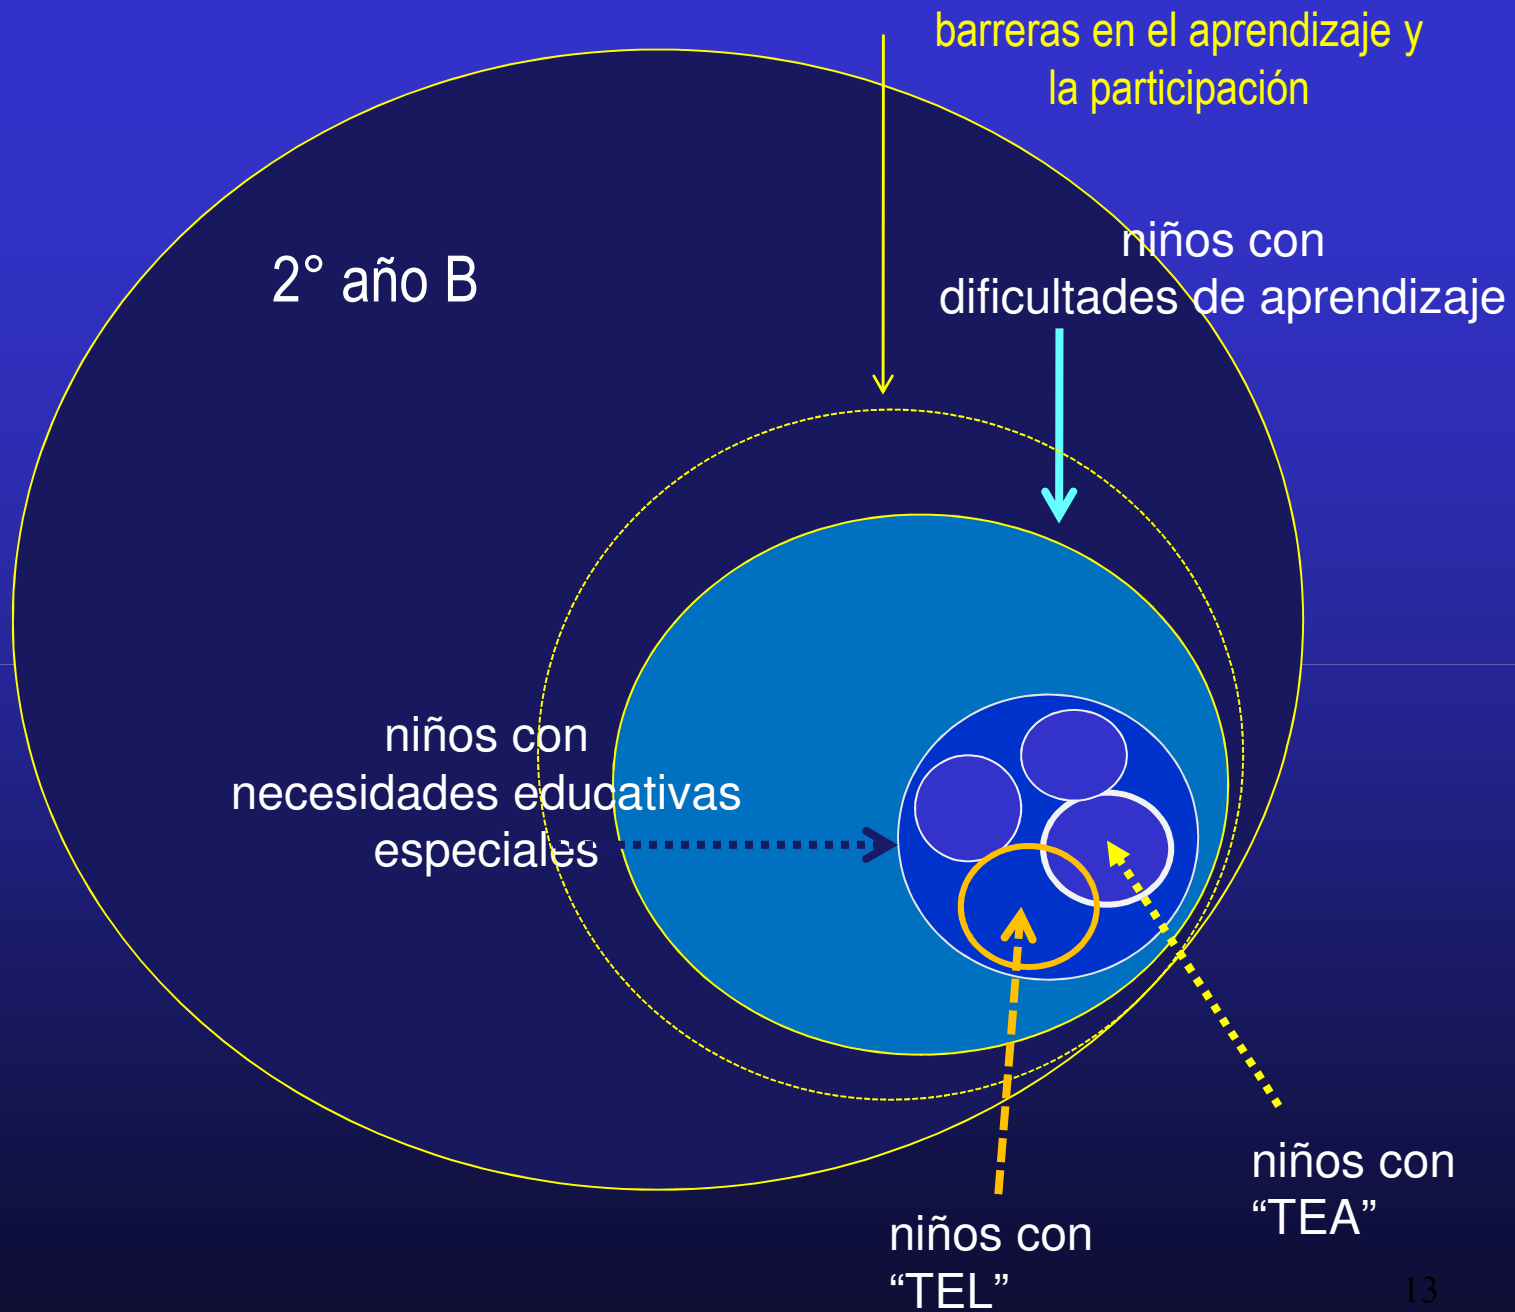 barreras en el aprendizaje y
la participación
niños con
dificultades de aprendizaje
2° año B
niños con
necesidades educativas
especiales
niños con
“TEA”
niños con
“TEL”
13